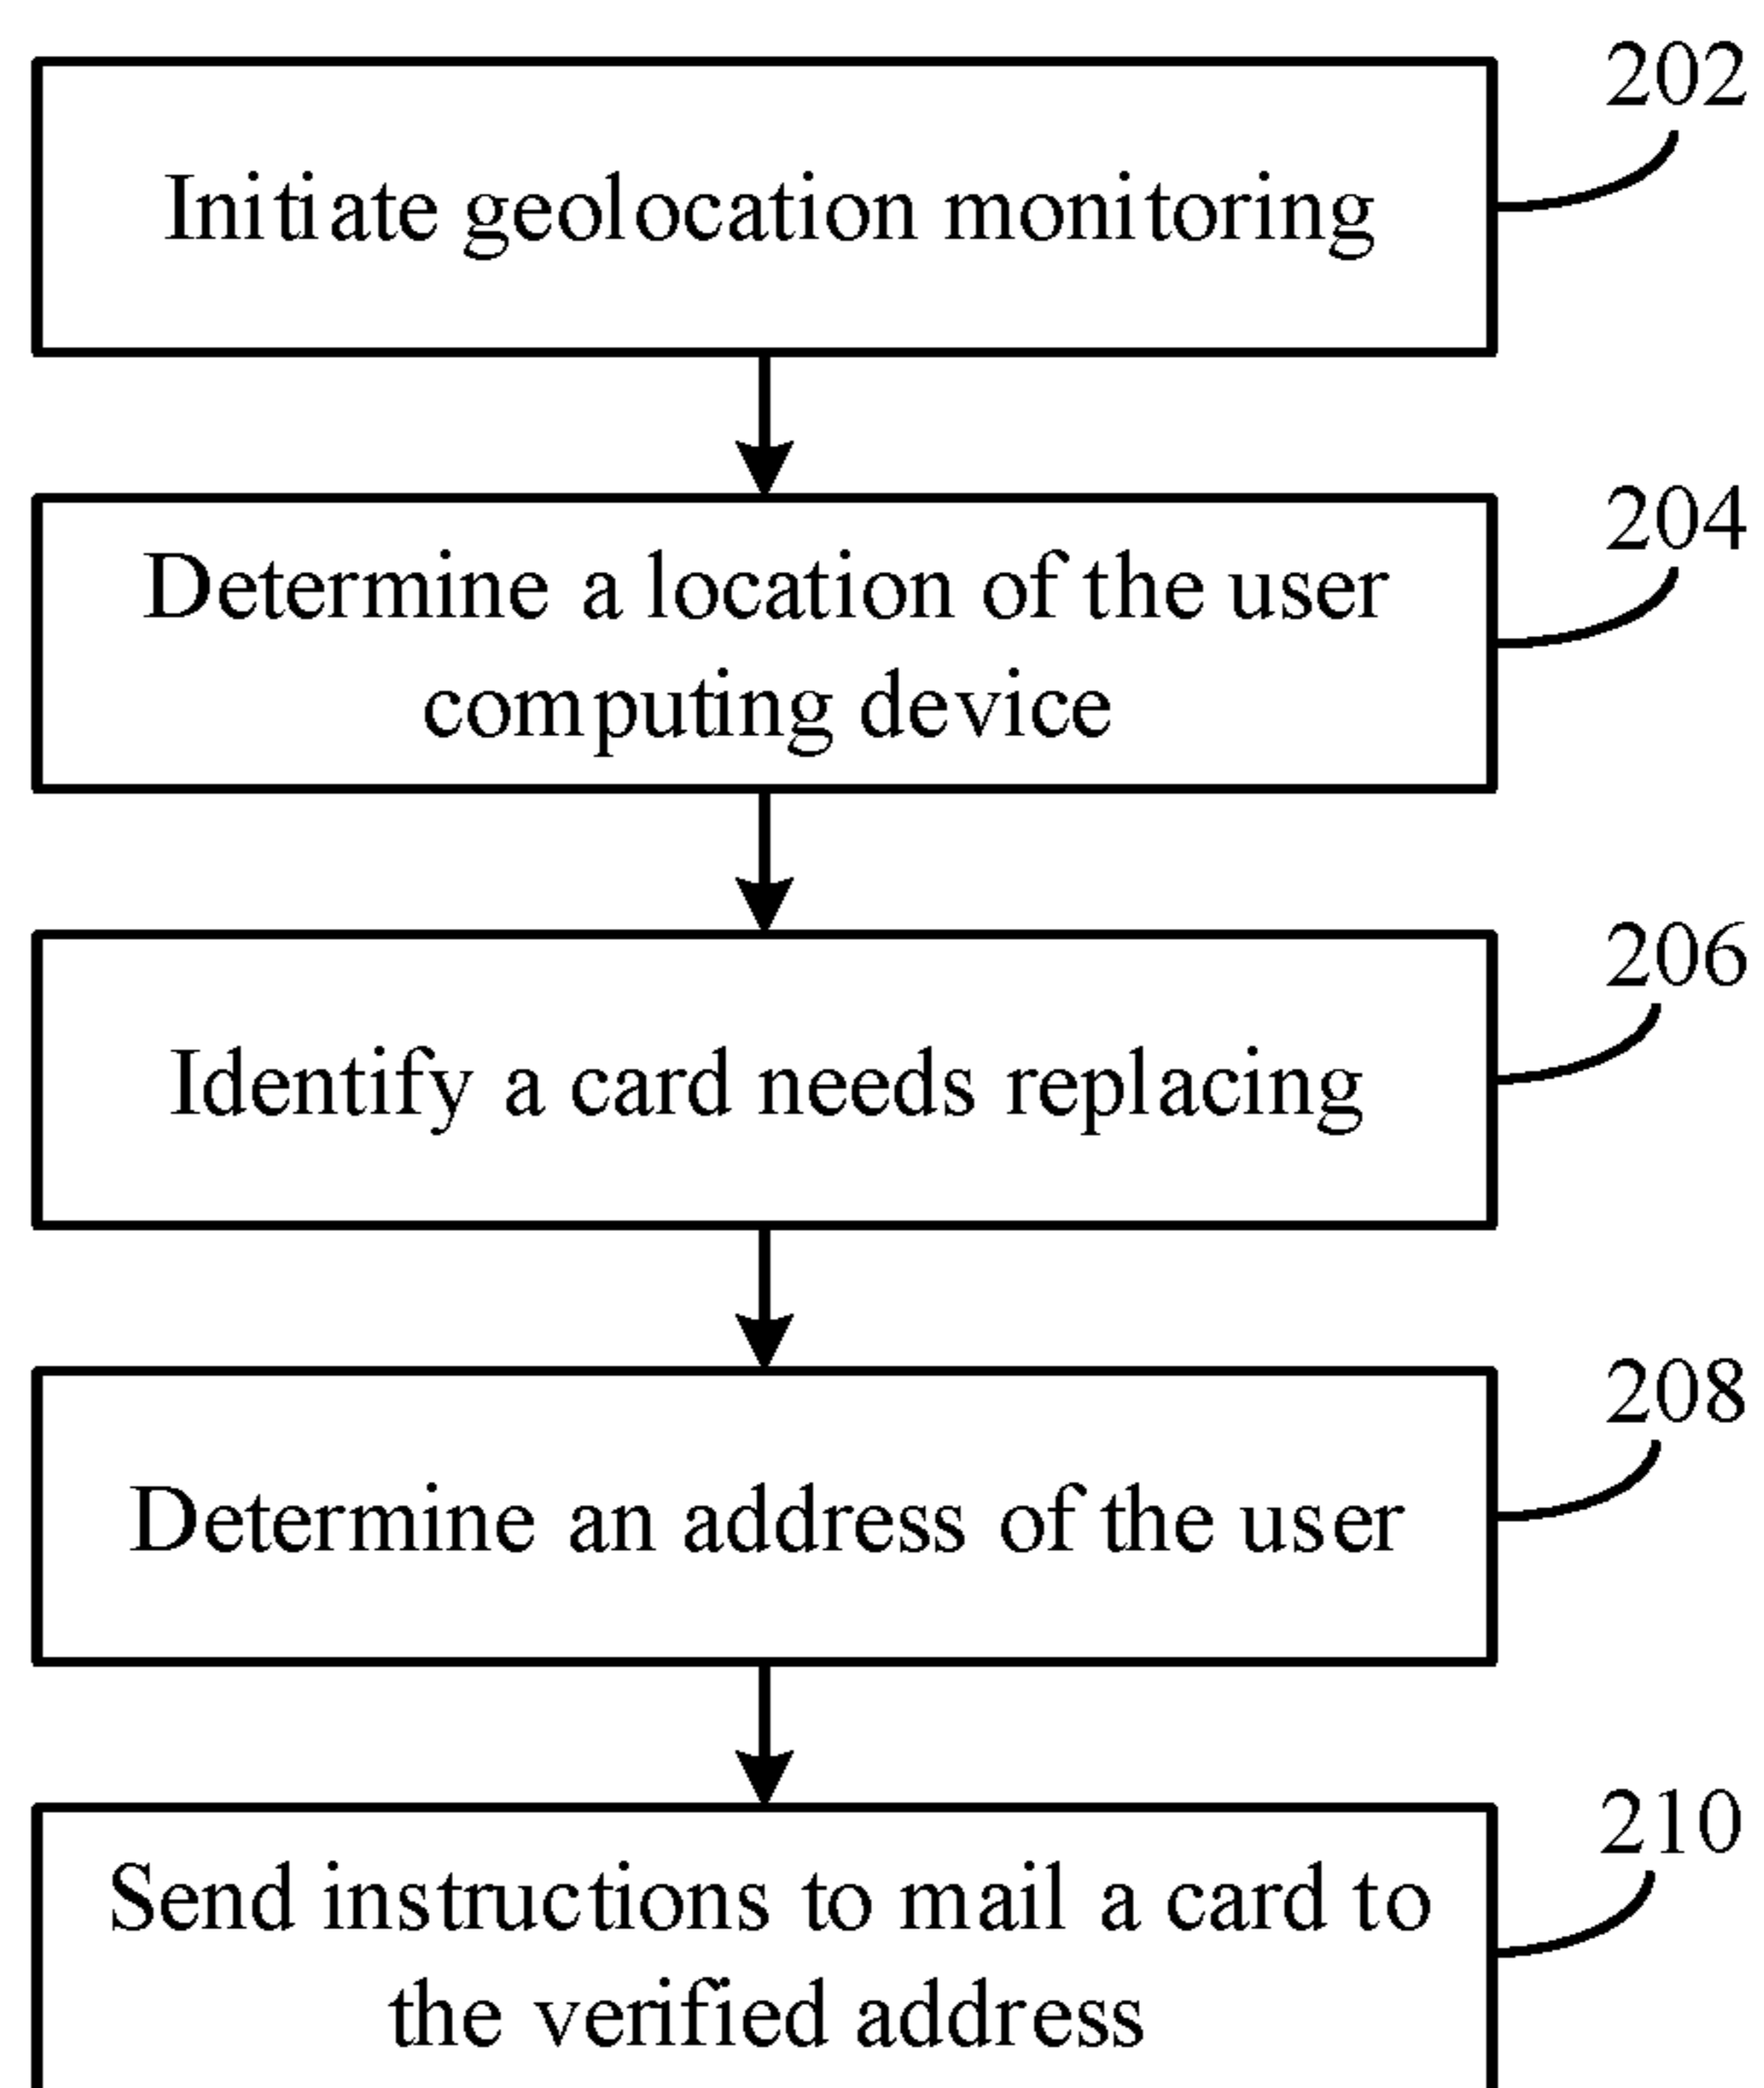 202
Initiate geolocation monitoring
204
Determine a location of the user
computing device
206
Identify a card needs replacing
208
Determine an address of the user
210
Send instructions to mail a card to
the verified address